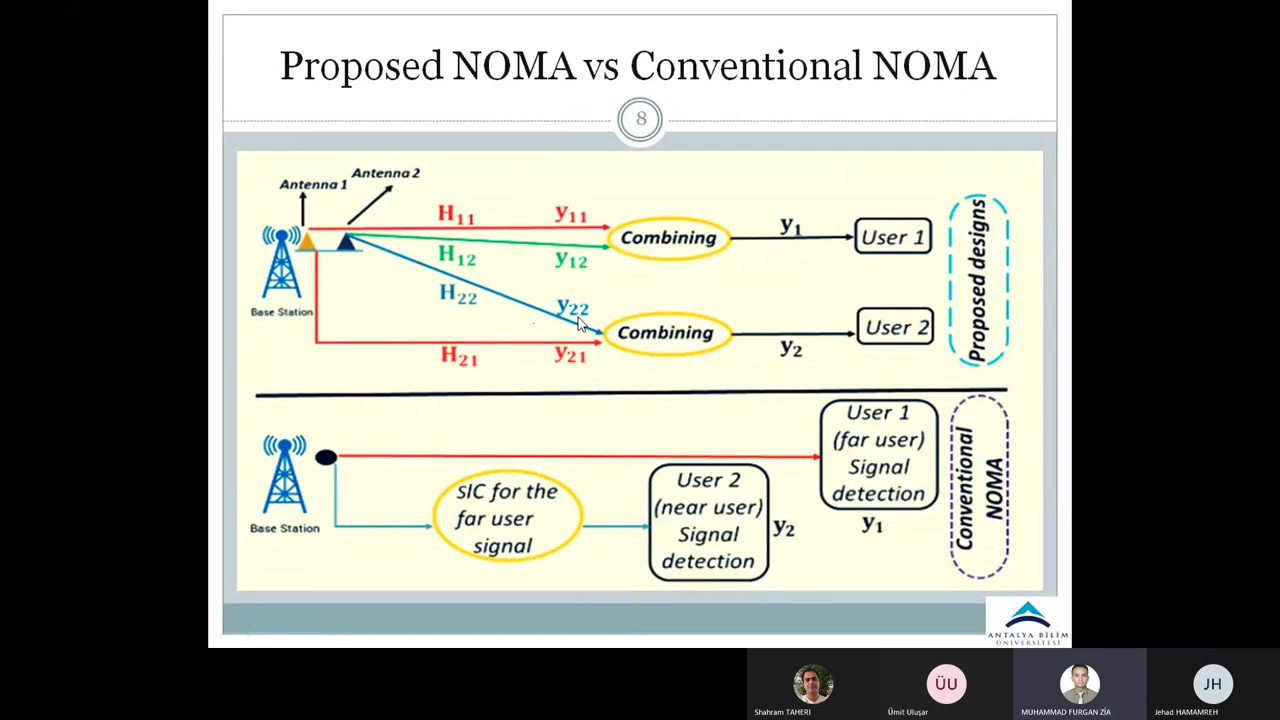 Proposed NOMA vs Conventional NOMA
8
Antenna 1
Antenna 2
H11
y11
H12
y12
H22
y22
H21
y21
Combining
y1
User 1
Combining
y2
User 2
Base Station
Proposed designs
Base Station
SIC for the
far user
signal
User 2
(near user)
Signal
detection
y2
User 1
(far user)
Signal
detection
y1
Conventional
NOMA
ANTALYA BİLİM
ÜNİVERSİTESİ
Shahram TAHERI
ÜU
Ümit Uluşar
MUHAMMAD FURGAN ZİA
JH
Jehad HAMAMREH